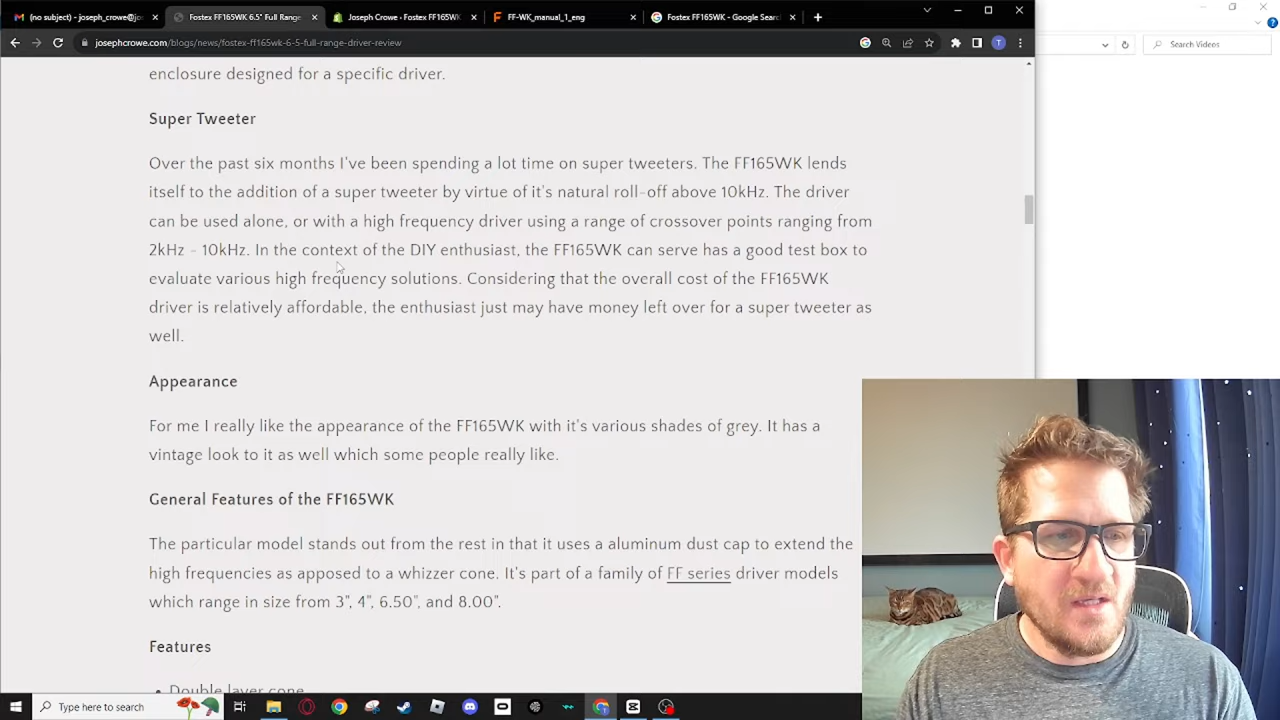 (no subject) - joseph_crowe@jo
Fostex FF165WK 6.5" Full Range
Joseph Crowe - Fostex FF165WK
FF-WK_manual_1_eng
Fostex FF165WK - Google Search
josephcrowe.com/blogs/news/fostex-ff165wk-6-5-full-range-driver-review
T
Search Videos
enclosure designed for a specific driver.
Super Tweeter
Over the past six months I've been spending a lot time on super tweeters. The FF165WK lends
itself to the addition of a super tweeter by virtue of it's natural roll-off above 10kHz. The driver
can be used alone, or with a high frequency driver using a range of crossover points ranging from
2kHz - 10kHz. In the context of the DIY enthusiast, the FF165WK can serve has a good test box to
evaluate various high frequency solutions. Considering that the overall cost of the FF165WK
driver is relatively affordable, the enthusiast just may have money left over for a super tweeter as
well.
Appearance
For me I really like the appearance of the FF165WK with it's various shades of grey. It has a
vintage look to it as well which some people really like.
General Features of the FF165WK
The particular model stands out from the rest in that it uses a aluminum dust cap to extend the
high frequencies as apposed to a whizzer cone. It's part of a family of FF series driver models
which range in size from 3", 4", 6.50", and 8.00".
Features
• Double layer cone
Type here to search